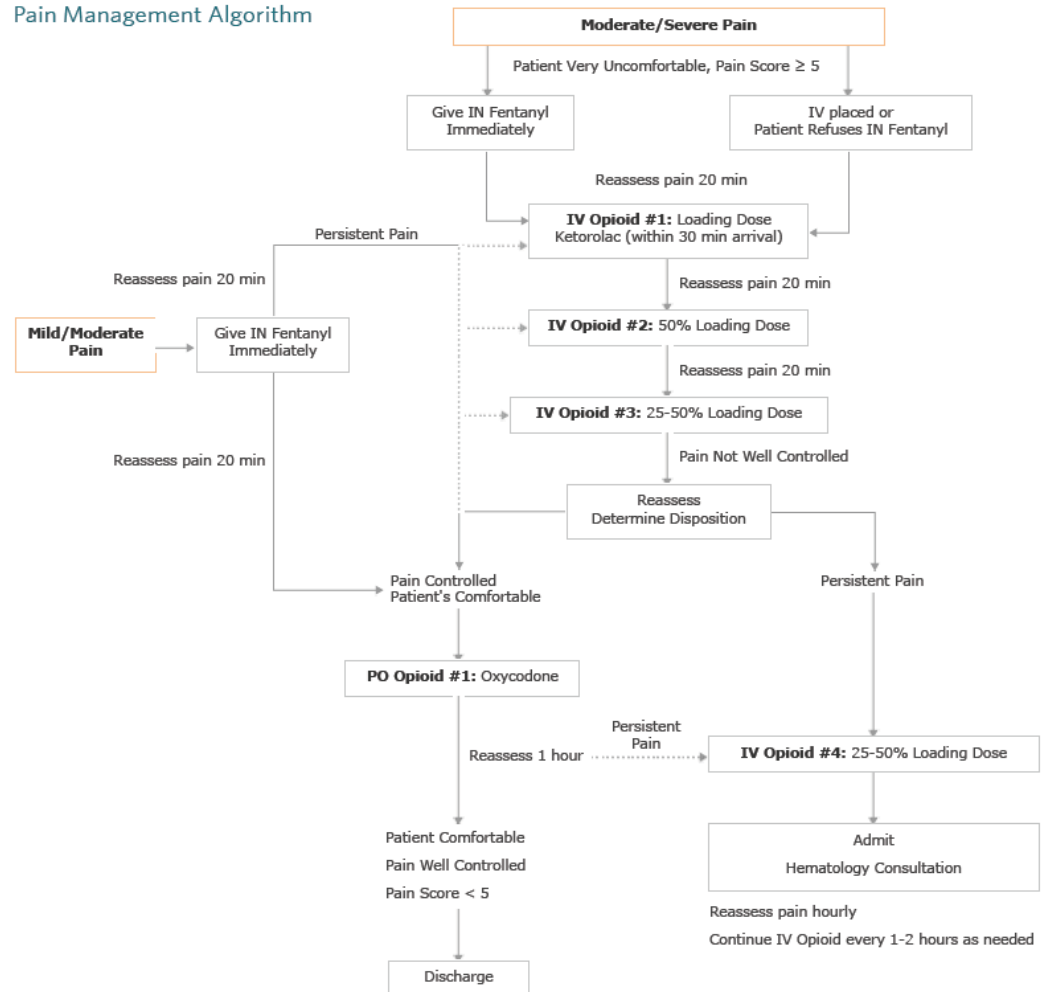 Pain Management Algorithm
Moderate/Severe Pain
Patient Very Uncomfortable, Pain Score ≥ 5
Give IN Fentanyl
Immediately
IV placed or
Patient Refuses IN Fentanyl
Reassess pain 20 min
IV Opioid #1: Loading Dose
Ketorolac (within 30 min arrival)
Persistent Pain
Reassess pain 20 min
Reassess pain 20 min
Mild/Moderate
Pain
Give IN Fentanyl
Immediately
IV Opioid #2: 50% Loading Dose
Reassess pain 20 min
IV Opioid #3: 25-50% Loading Dose
Reassess pain 20 min
Pain Not Well Controlled
Reassess
Determine Disposition
Pain Controlled
Patient's Comfortable
Persistent Pain
PO Opioid #1: Oxycodone
Reassess 1 hour
Persistent
Pain
IV Opioid #4: 25-50% Loading Dose
Patient Comfortable
Pain Well Controlled
Pain Score < 5
Admit
Hematology Consultation
Reassess pain hourly
Continue IV Opioid every 1-2 hours as needed
Discharge